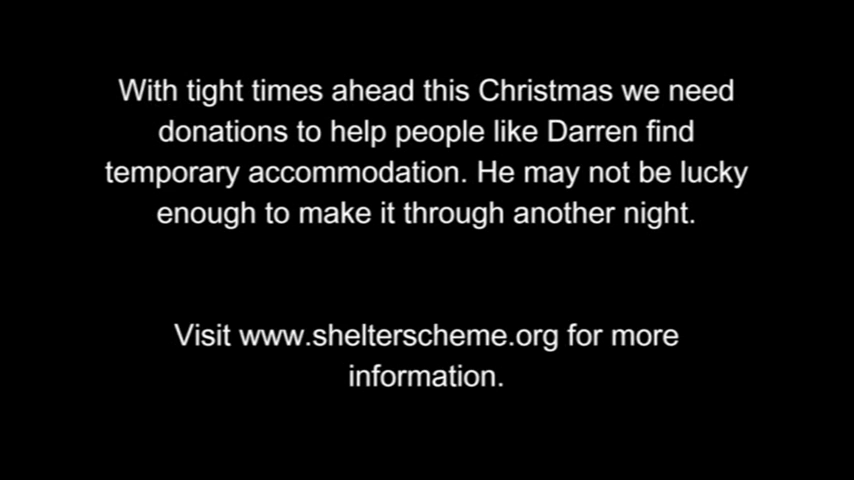 With tight times ahead this Christmas we need
donations to help people like Darren find
temporary accommodation. He may not be lucky
enough to make it through another night.
Visit www.shelterscheme.org for more
information.